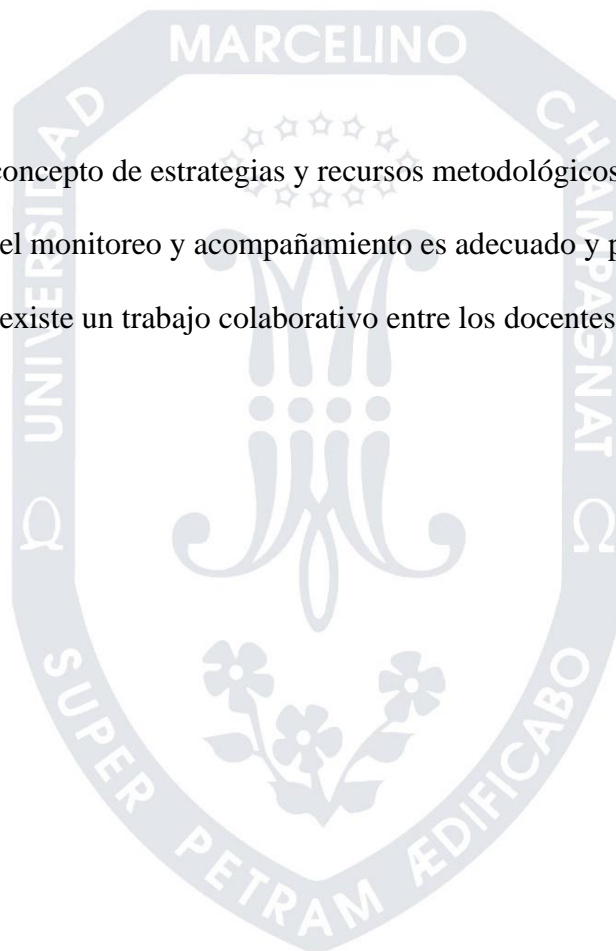 MARCELINO
UNIVERSIDAD
CHAMPAGNAT
concepto de estrategias y recursos metodológicos
el monitoreo y acompañamiento es adecuado y p
existe un trabajo colaborativo entre los docentes
Ω Ω
SUPER PETRAM ÆDIFICABO